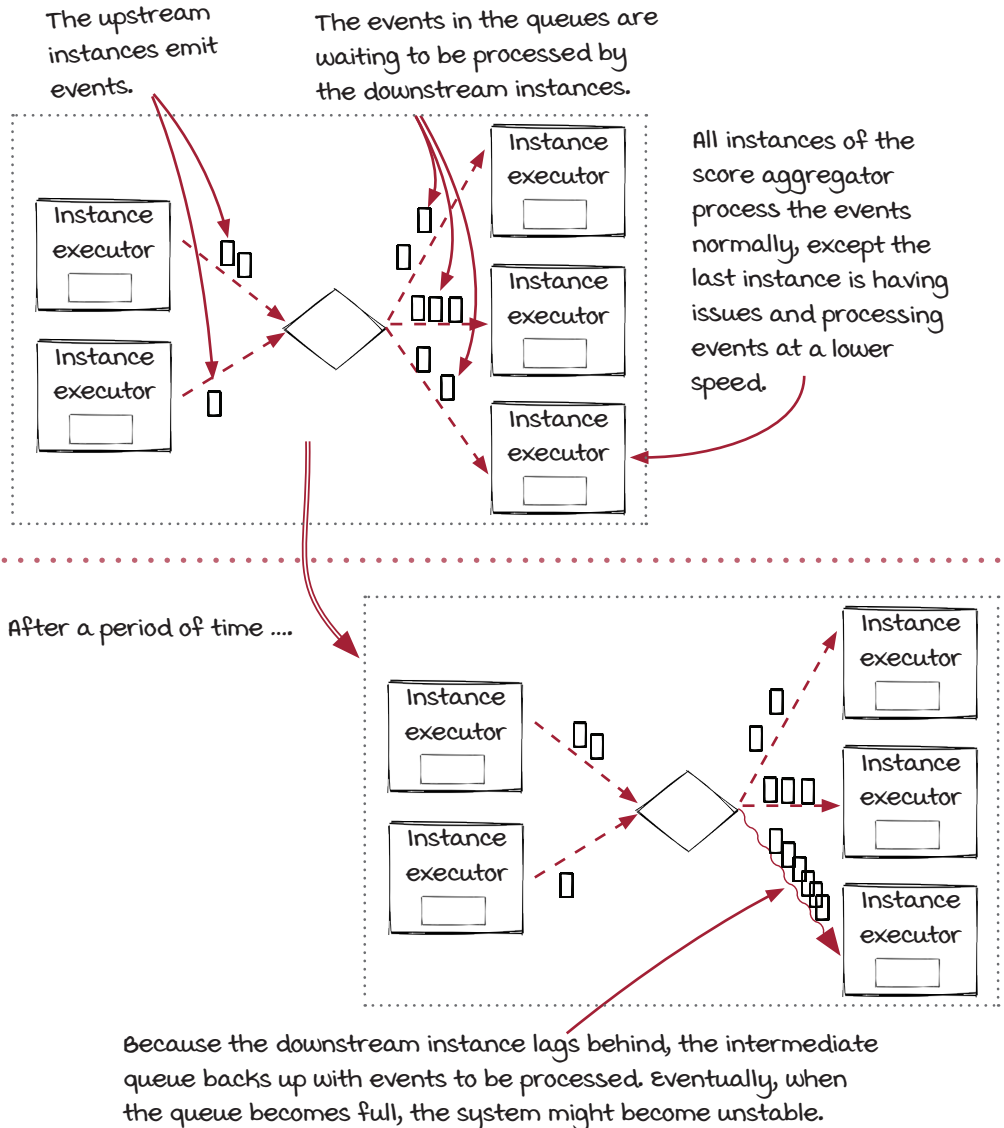 The upstream
instances emit
events.
The events in the queues are
waiting to be processed by
the downstream instances.
All instances of the
score aggregator
process the events
normally, except the
last instance is having
issues and processing
events at a lower
speed.
Instance
executor
Instance
executor
Instance
executor
Instance
executor
Instance
executor
After a period of time ....
Instance
executor
Instance
executor
Instance
executor
Instance
executor
Instance
executor
Because the downstream instance lags behind, the intermediate
queue backs up with events to be processed. Eventually, when
the queue becomes full, the system might become unstable.